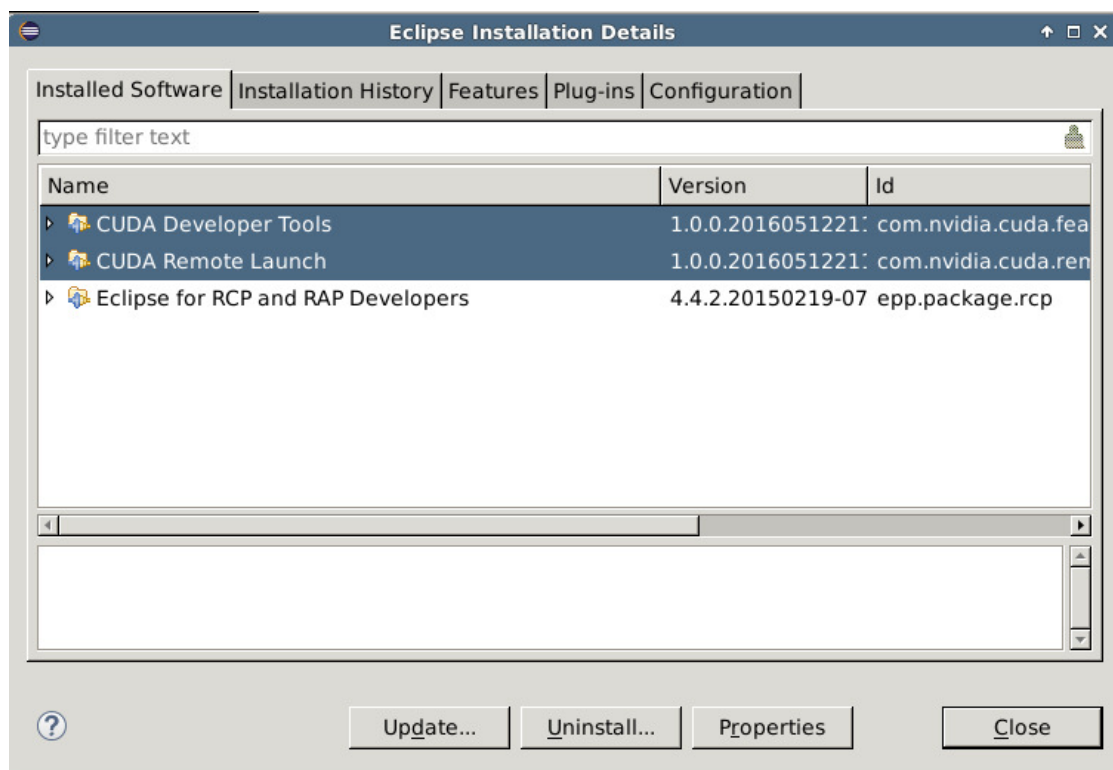 Eclipse Installation Details
Installed Software Installation History Features Plug-ins Configuration
type filter text
Name Version Id
CUDA Developer Tools 1.0.0.2016051221 com.nvidia.cuda.fea
CUDA Remote Launch 1.0.0.2016051221 com.nvidia.cuda.ren
Eclipse for RCP and RAP Developers 4.4.2.20150219-07 epp.package.rcp
?
Update... Uninstall... Properties Close